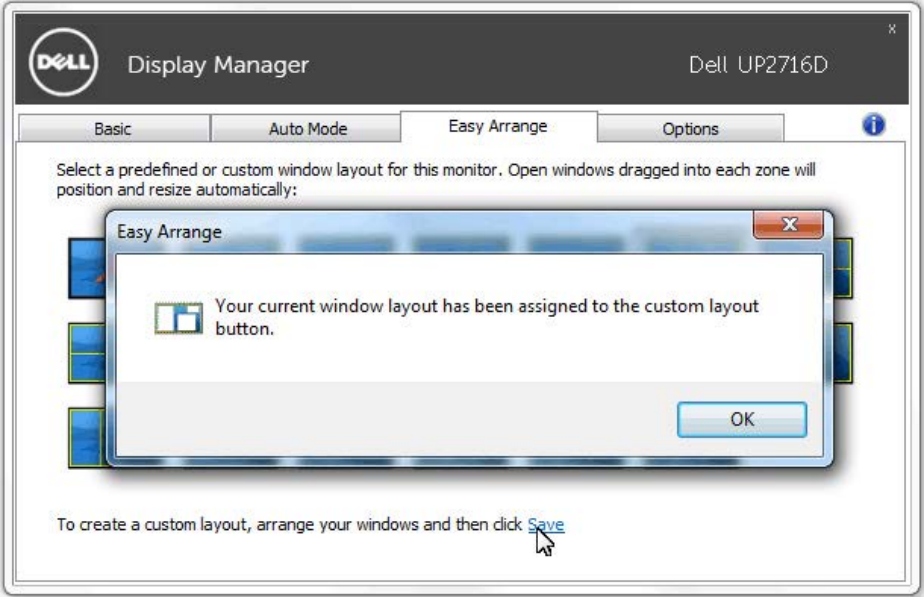 DELL
Display Manager
Dell UP2716D
x
Basic
Auto Mode
Easy Arrange
Options
i
Select a predefined or custom window layout for this monitor. Open windows dragged into each zone will
position and resize automatically:
Easy Arrange
X
Your current window layout has been assigned to the custom layout
button.
OK
To create a custom layout, arrange your windows and then click Save